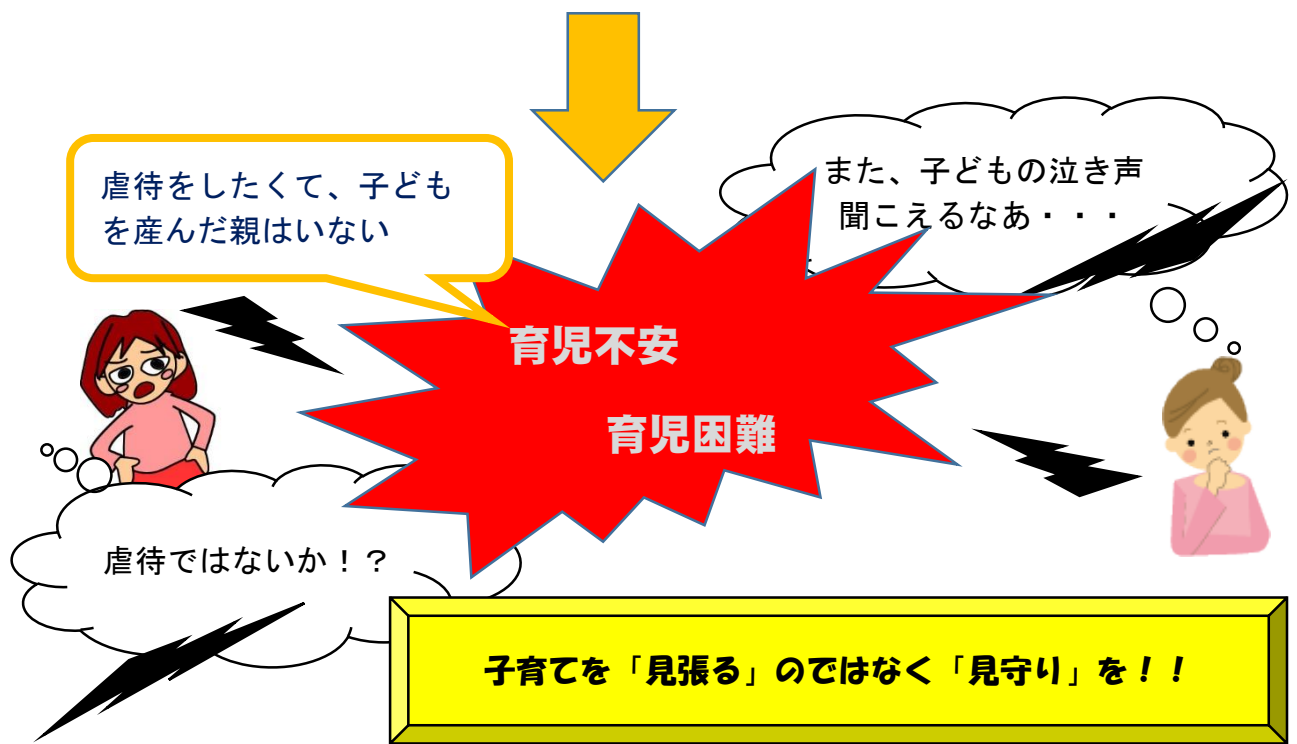 虐待をしたくて、子ども
を産んだ親はいない
また、子どもの泣き声
聞こえるなあ・・・
育児不安
育児困難
虐待ではないか！？
子育てを「見張る」のではなく「見守り」を！！